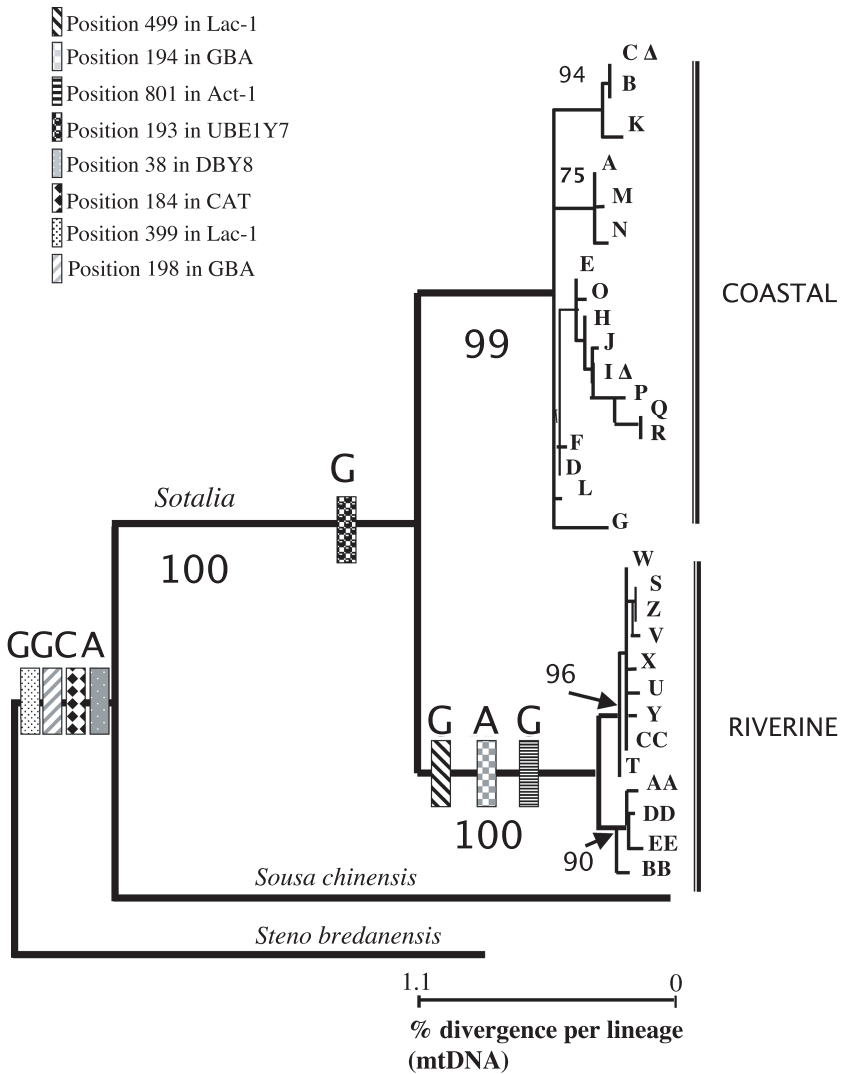 Position 499 in Lac-1
Position 194 in GBA
Position 801 in Act-1
Position 193 in UBE1Y7
Position 38 in DBY8
Position 184 in CAT
Position 399 in Lac-1
Position 198 in GBA
C Δ
94
B
K
A
75
M
N
E
O
H
J
I Δ
P
Q
R
F
D
L
G
COASTAL
99
G
Sotalia
100
GGCA
W
S
Z
V
X
96
U
Y
CC
T
RIVERINE
G A G
100
AA
DD
EE
90
BB
Sousa chinensis
Steno bredanensis
1.1 0
% divergence per lineage
(mtDNA)